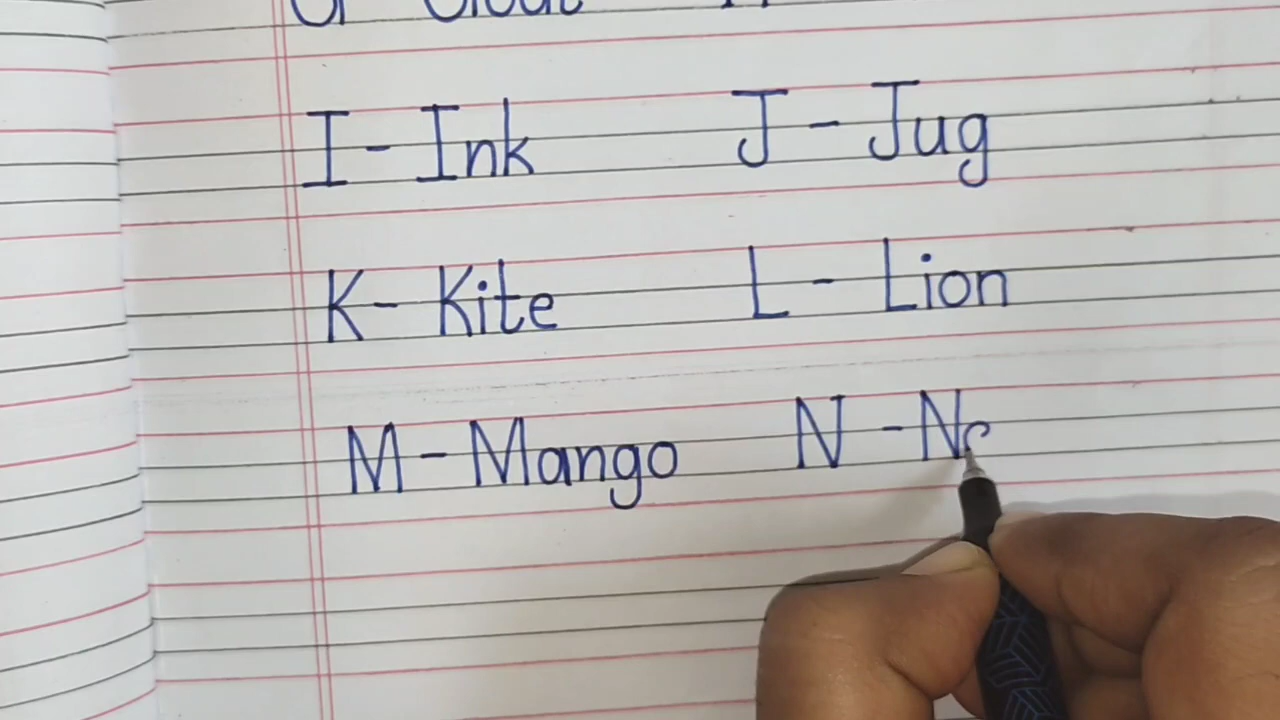 I - Ink J - Jug
K - Kite L - Lion
M - Mango N -